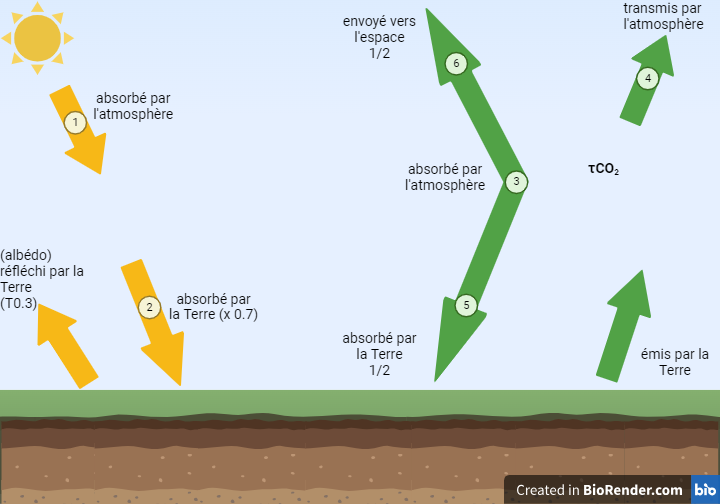 envoyé vers
l'espace
1/2
transmis par
l'atmosphère
6
4
absorbé par
l'atmosphère
1
absorbé par
l'atmosphère
3
τCO₂
(albédo)
réfléchi par la
Terre
(T0.3)
2
absorbé par
la Terre (x 0.7)
5
absorbé par
la Terre
1/2
émis par la
Terre
Created in BioRender.com bio